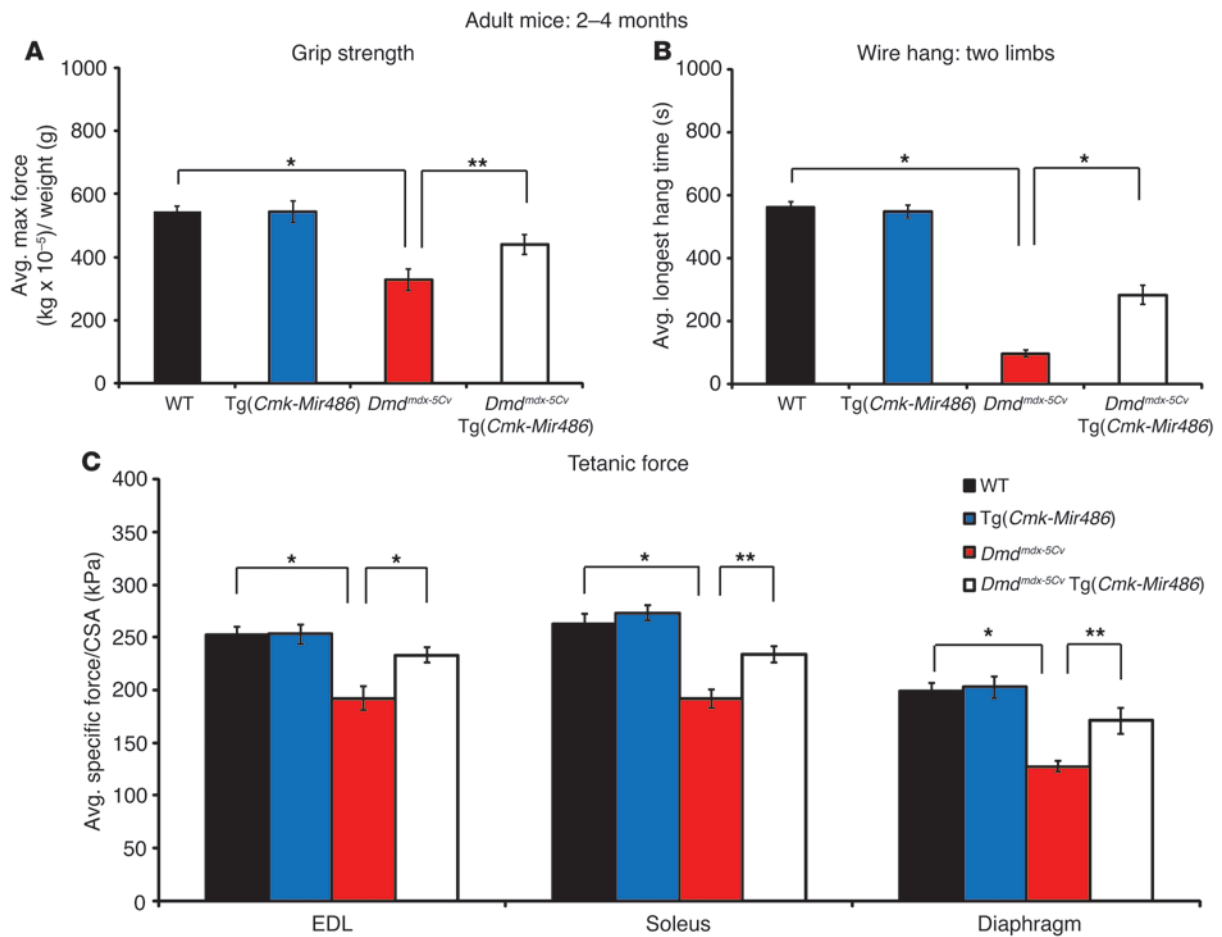 Adult mice: 2–4 months
A
Grip strength
Avg. max force
(kg x 10⁻⁵)/ weight (g)
1000
800
600
400
200
0
*
**
WT
Tg(Cmk-Mir486)
Dmdᵐᵈˣ⁻⁵ᶜᵛ
Dmdᵐᵈˣ⁻⁵ᶜᵛ
Tg(Cmk-Mir486)
B
Wire hang: two limbs
Avg. longest hang time (s)
1000
800
600
400
200
0
*
*
WT
Tg(Cmk-Mir486)
Dmdᵐᵈˣ⁻⁵ᶜᵛ
Dmdᵐᵈˣ⁻⁵ᶜᵛ
Tg(Cmk-Mir486)
C
Tetanic force
Avg. specific force/CSA (kPa)
400
350
300
250
200
150
100
50
0
*
*
*
**
*
**
WT
Tg(Cmk-Mir486)
Dmdᵐᵈˣ⁻⁵ᶜᵛ
Dmdᵐᵈˣ⁻⁵ᶜᵛ Tg(Cmk-Mir486)
EDL
Soleus
Diaphragm